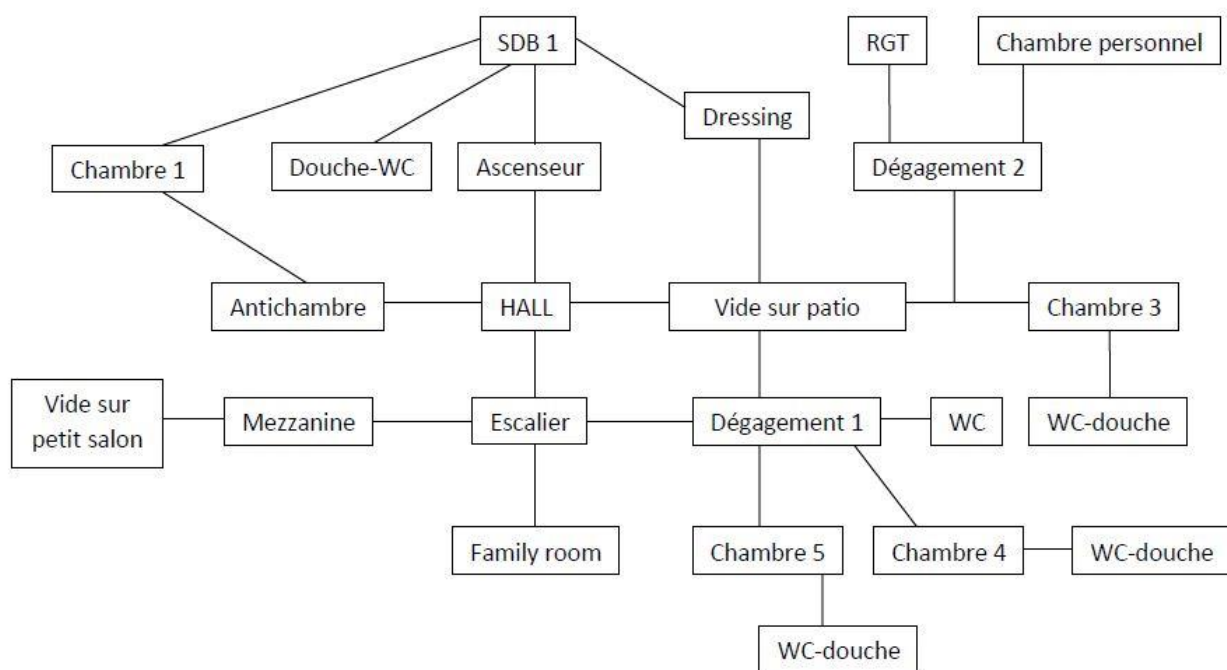 SDB 1
RGT
Chambre personnel
Dressing
Chambre 1
Douche-WC
Ascenseur
Dégagement 2
Antichambre
HALL
Vide sur patio
Chambre 3
Vide sur
petit salon
Mezzanine
Escalier
Dégagement 1
WC
WC-douche
Family room
Chambre 5
Chambre 4
WC-douche
WC-douche